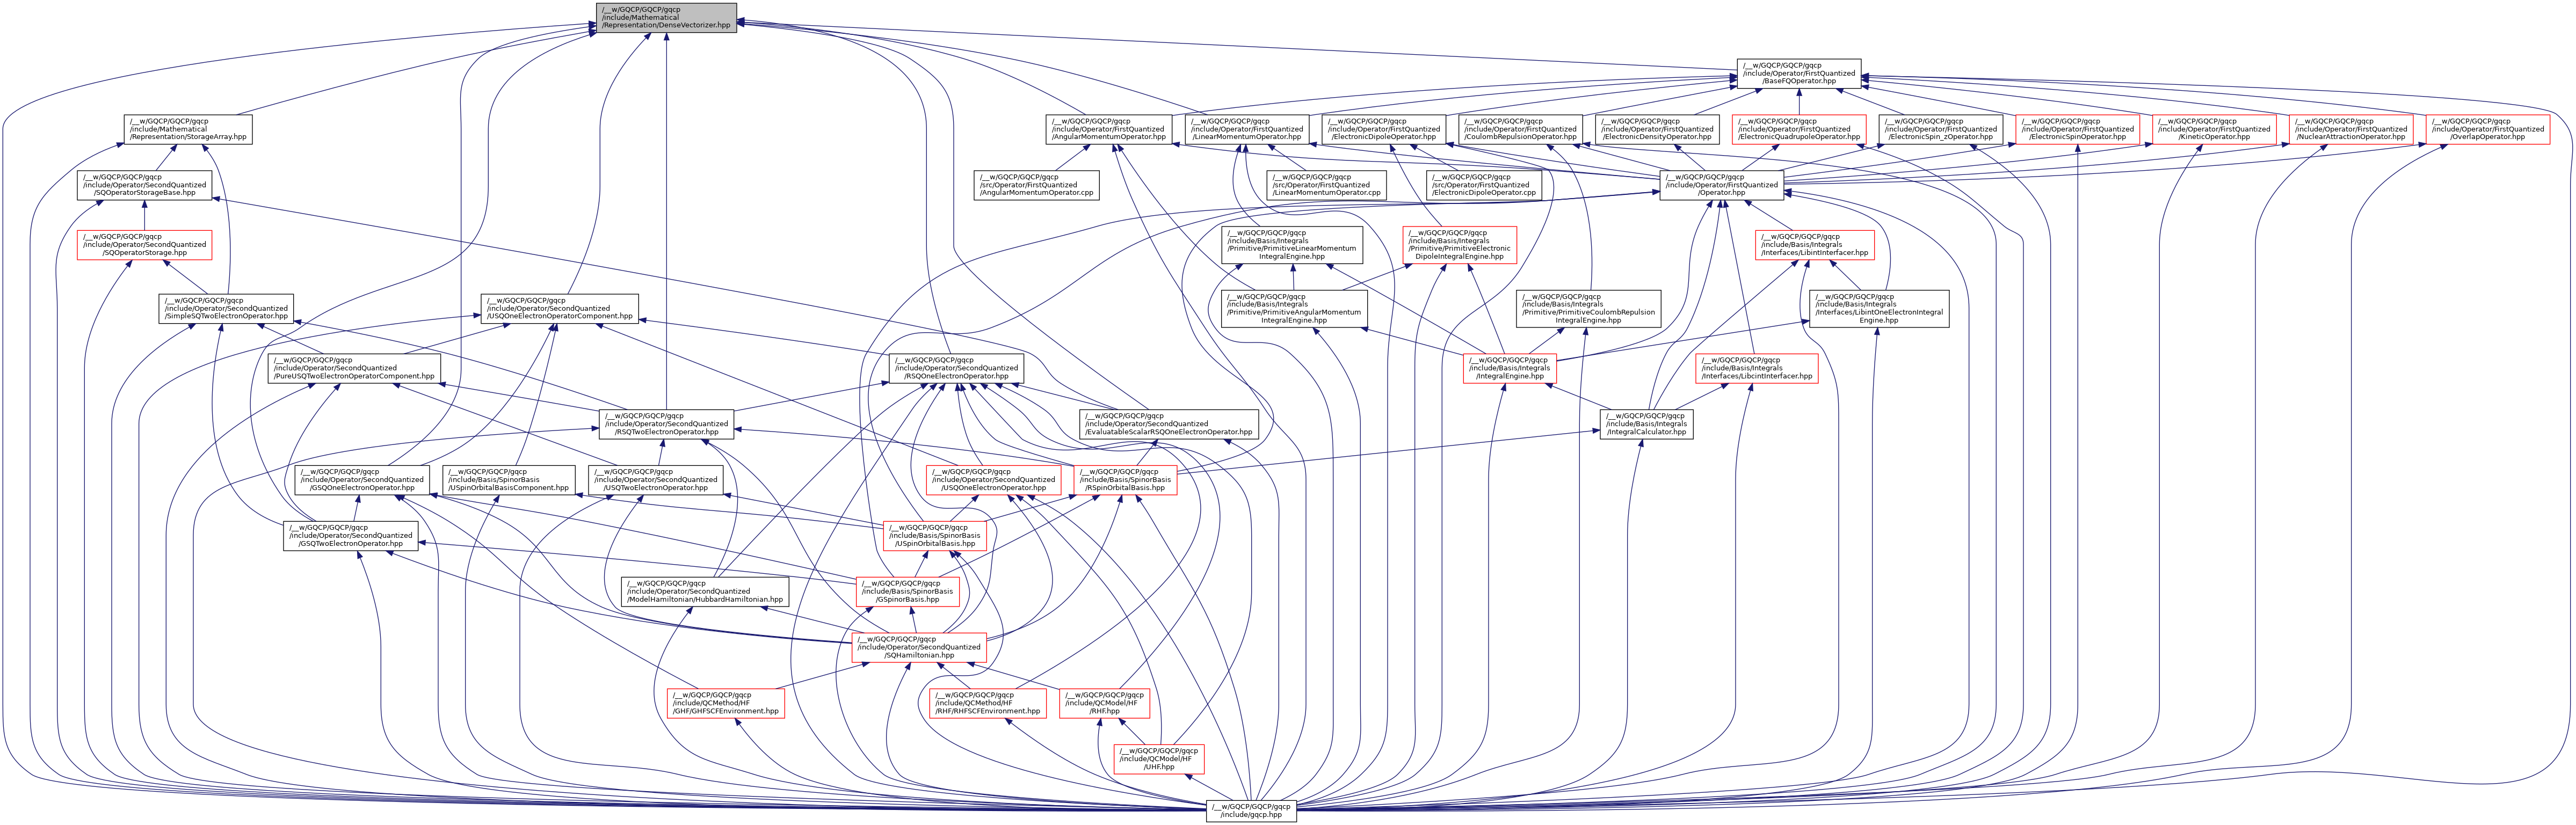 /__w/GQCP/GQCP/gqcp
/include/Mathematical
/Representation/DenseVectorizer.hpp
/__w/GQCP/GQCP/gqcp
/include/Operator/FirstQuantized
/BaseFQOperator.hpp
/__w/GQCP/GQCP/gqcp
/include/Mathematical
/Representation/StorageArray.hpp
/__w/GQCP/GQCP/gqcp
/include/Operator/FirstQuantized
/AngularMomentumOperator.hpp
/__w/GQCP/GQCP/gqcp
/include/Operator/FirstQuantized
/LinearMomentumOperator.hpp
/__w/GQCP/GQCP/gqcp
/include/Operator/FirstQuantized
/ElectronicDipoleOperator.hpp
/__w/GQCP/GQCP/gqcp
/include/Operator/FirstQuantized
/CoulombRepulsionOperator.hpp
/__w/GQCP/GQCP/gqcp
/include/Operator/FirstQuantized
/ElectronicDensityOperator.hpp
/__w/GQCP/GQCP/gqcp
/include/Operator/FirstQuantized
/ElectronicQuadrupoleOperator.hpp
/__w/GQCP/GQCP/gqcp
/include/Operator/FirstQuantized
/ElectronicSpin_zOperator.hpp
/__w/GQCP/GQCP/gqcp
/include/Operator/FirstQuantized
/ElectronicSpinOperator.hpp
/__w/GQCP/GQCP/gqcp
/include/Operator/FirstQuantized
/KineticOperator.hpp
/__w/GQCP/GQCP/gqcp
/include/Operator/FirstQuantized
/NuclearAttractionOperator.hpp
/__w/GQCP/GQCP/gqcp
/include/Operator/FirstQuantized
/OverlapOperator.hpp
/__w/GQCP/GQCP/gqcp
/include/Operator/SecondQuantized
/SQOperatorStorageBase.hpp
/__w/GQCP/GQCP/gqcp
/src/Operator/FirstQuantized
/AngularMomentumOperator.cpp
/__w/GQCP/GQCP/gqcp
/src/Operator/FirstQuantized
/LinearMomentumOperator.cpp
/__w/GQCP/GQCP/gqcp
/src/Operator/FirstQuantized
/ElectronicDipoleOperator.cpp
/__w/GQCP/GQCP/gqcp
/include/Operator/FirstQuantized
/Operator.hpp
/__w/GQCP/GQCP/gqcp
/include/Operator/SecondQuantized
/SQOperatorStorage.hpp
/__w/GQCP/GQCP/gqcp
/include/Basis/Integrals
/Primitive/PrimitiveLinearMomentum
IntegralEngine.hpp
/__w/GQCP/GQCP/gqcp
/include/Basis/Integrals
/Primitive/PrimitiveElectronic
DipoleIntegralEngine.hpp
/__w/GQCP/GQCP/gqcp
/include/Basis/Integrals
/Interfaces/LibintInterfacer.hpp
/__w/GQCP/GQCP/gqcp
/include/Operator/SecondQuantized
/SimpleSQTwoElectronOperator.hpp
/__w/GQCP/GQCP/gqcp
/include/Operator/SecondQuantized
/USQOneElectronOperatorComponent.hpp
/__w/GQCP/GQCP/gqcp
/include/Basis/Integrals
/Primitive/PrimitiveAngularMomentum
IntegralEngine.hpp
/__w/GQCP/GQCP/gqcp
/include/Basis/Integrals
/Primitive/PrimitiveCoulombRepulsion
IntegralEngine.hpp
/__w/GQCP/GQCP/gqcp
/include/Basis/Integrals
/Interfaces/LibintOneElectronIntegral
Engine.hpp
/__w/GQCP/GQCP/gqcp
/include/Operator/SecondQuantized
/PureUSQTwoElectronOperatorComponent.hpp
/__w/GQCP/GQCP/gqcp
/include/Operator/SecondQuantized
/RSQOneElectronOperator.hpp
/__w/GQCP/GQCP/gqcp
/include/Basis/Integrals
/IntegralEngine.hpp
/__w/GQCP/GQCP/gqcp
/include/Basis/Integrals
/Interfaces/LibcintInterfacer.hpp
/__w/GQCP/GQCP/gqcp
/include/Operator/SecondQuantized
/RSQTwoElectronOperator.hpp
/__w/GQCP/GQCP/gqcp
/include/Operator/SecondQuantized
/EvaluatableScalarRSQOneElectronOperator.hpp
/__w/GQCP/GQCP/gqcp
/include/Basis/Integrals
/IntegralCalculator.hpp
/__w/GQCP/GQCP/gqcp
/include/Operator/SecondQuantized
/GSQOneElectronOperator.hpp
/__w/GQCP/GQCP/gqcp
/include/Basis/SpinorBasis
/USpinOrbitalBasisComponent.hpp
/__w/GQCP/GQCP/gqcp
/include/Operator/SecondQuantized
/USQTwoElectronOperator.hpp
/__w/GQCP/GQCP/gqcp
/include/Operator/SecondQuantized
/USQOneElectronOperator.hpp
/__w/GQCP/GQCP/gqcp
/include/Basis/SpinorBasis
/RSpinOrbitalBasis.hpp
/__w/GQCP/GQCP/gqcp
/include/Operator/SecondQuantized
/GSQTwoElectronOperator.hpp
/__w/GQCP/GQCP/gqcp
/include/Basis/SpinorBasis
/USpinOrbitalBasis.hpp
/__w/GQCP/GQCP/gqcp
/include/Operator/SecondQuantized
/ModelHamiltonian/HubbardHamiltonian.hpp
/__w/GQCP/GQCP/gqcp
/include/Basis/SpinorBasis
/GSpinorBasis.hpp
/__w/GQCP/GQCP/gqcp
/include/Operator/SecondQuantized
/SQHamiltonian.hpp
/__w/GQCP/GQCP/gqcp
/include/QCMethod/HF
/GHF/GHFSCFEnvironment.hpp
/__w/GQCP/GQCP/gqcp
/include/QCMethod/HF
/RHF/RHFSCFEnvironment.hpp
/__w/GQCP/GQCP/gqcp
/include/QCModel/HF
/RHF.hpp
/__w/GQCP/GQCP/gqcp
/include/QCModel/HF
/UHF.hpp
/__w/GQCP/GQCP/gqcp
/include/gqcp.hpp